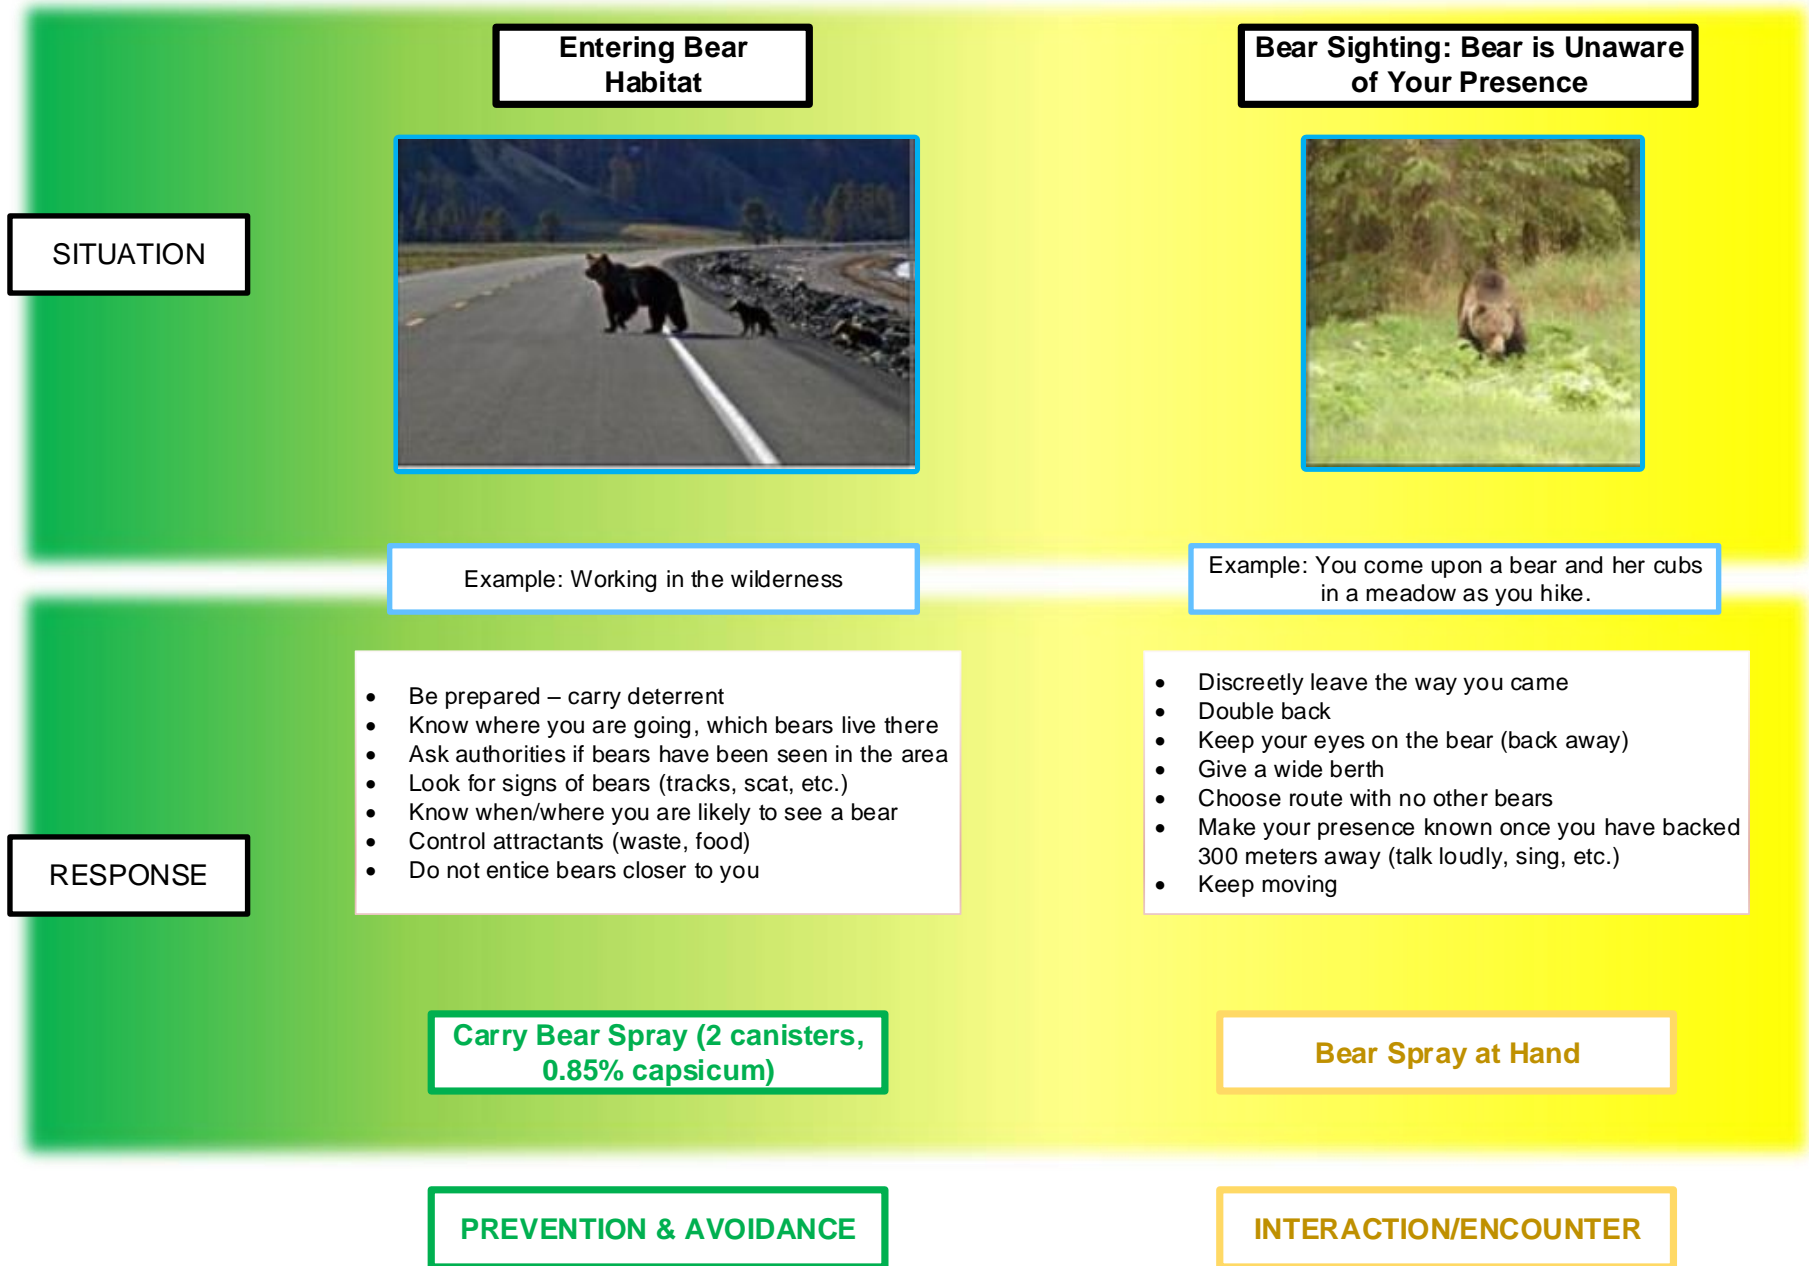 Entering Bear
Habitat
Bear Sighting: Bear is Unaware
of Your Presence
SITUATION
Example: Working in the wilderness
Example: You come upon a bear and her cubs
in a meadow as you hike.
RESPONSE
• Be prepared – carry deterrent
• Know where you are going, which bears live there
• Ask authorities if bears have been seen in the area
• Look for signs of bears (tracks, scat, etc.)
• Know when/where you are likely to see a bear
• Control attractants (waste, food)
• Do not entice bears closer to you
• Discreetly leave the way you came
• Double back
• Keep your eyes on the bear (back away)
• Give a wide berth
• Choose route with no other bears
• Make your presence known once you have backed
300 meters away (talk loudly, sing, etc.)
• Keep moving
Carry Bear Spray (2 canisters,
0.85% capsicum)
Bear Spray at Hand
PREVENTION & AVOIDANCE
INTERACTION/ENCOUNTER